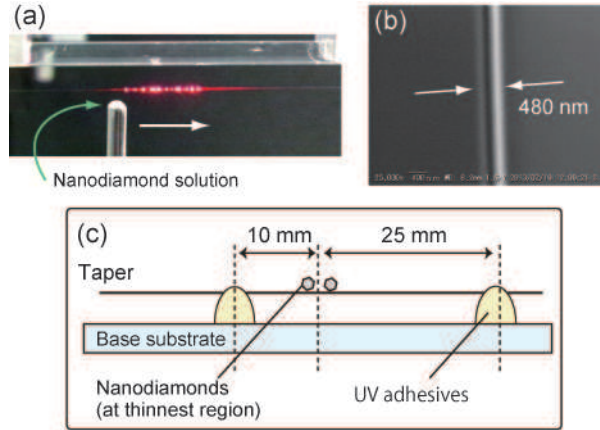 (a)
Nanodiamond solution
(b)
480 nm
(c)
10 mm
25 mm
Taper
Base substrate
Nanodiamonds
(at thinnest region)
UV adhesives